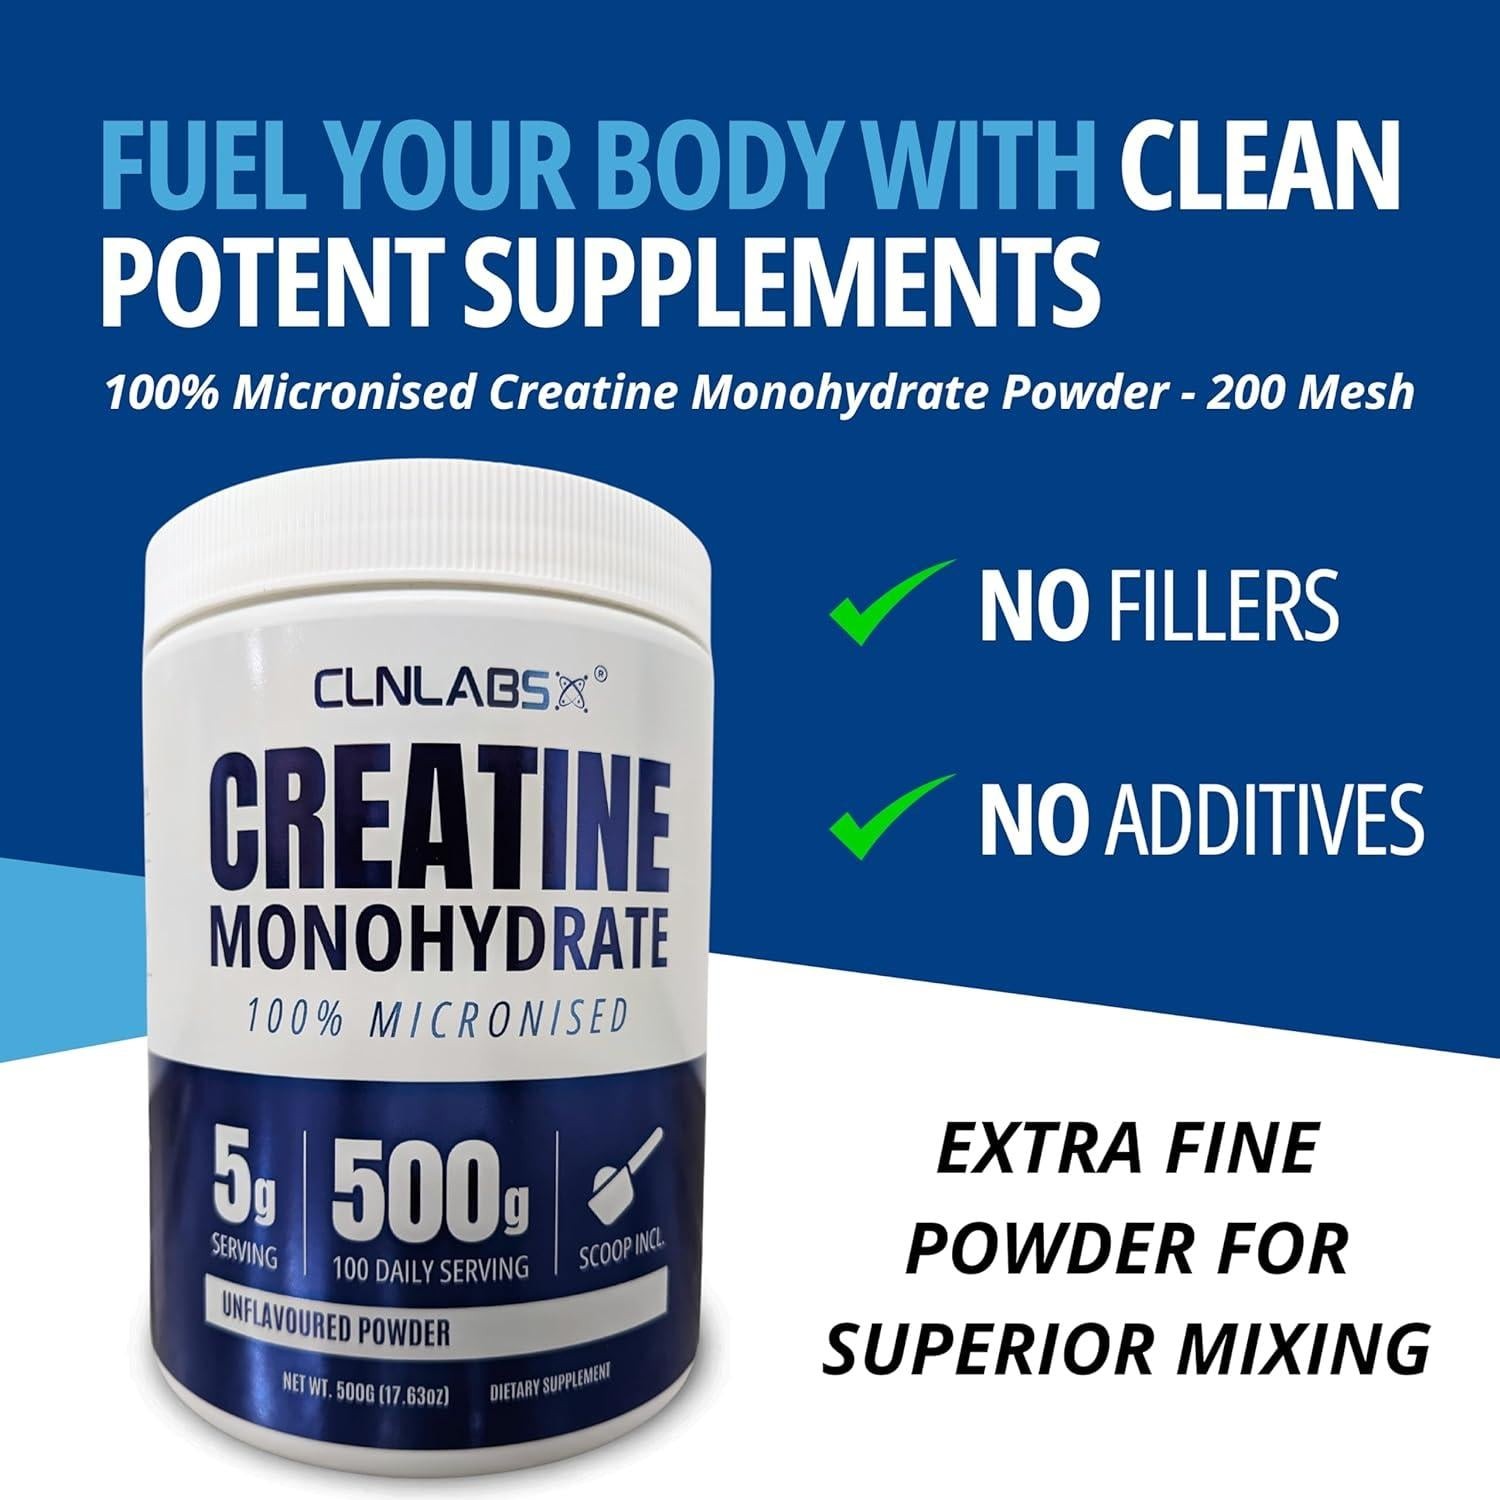 FUEL YOUR BODY WITH CLEAN
POTENT SUPPLEMENTS
100% Micronised Creatine Monohydrate Powder - 200 Mesh
NO FILLERS
NO ADDITIVES
CLNLABS®
CREATINE
MONOHYDRATE
100% MICRONISED
5g
SERVING
500g
100 DAILY SERVING
SCOOP INCL.
UNFLAVOURED POWDER
NET WT. 500G (17.63OZ)
DIETARY SUPPLEMENT
EXTRA FINE
POWDER FOR
SUPERIOR MIXING